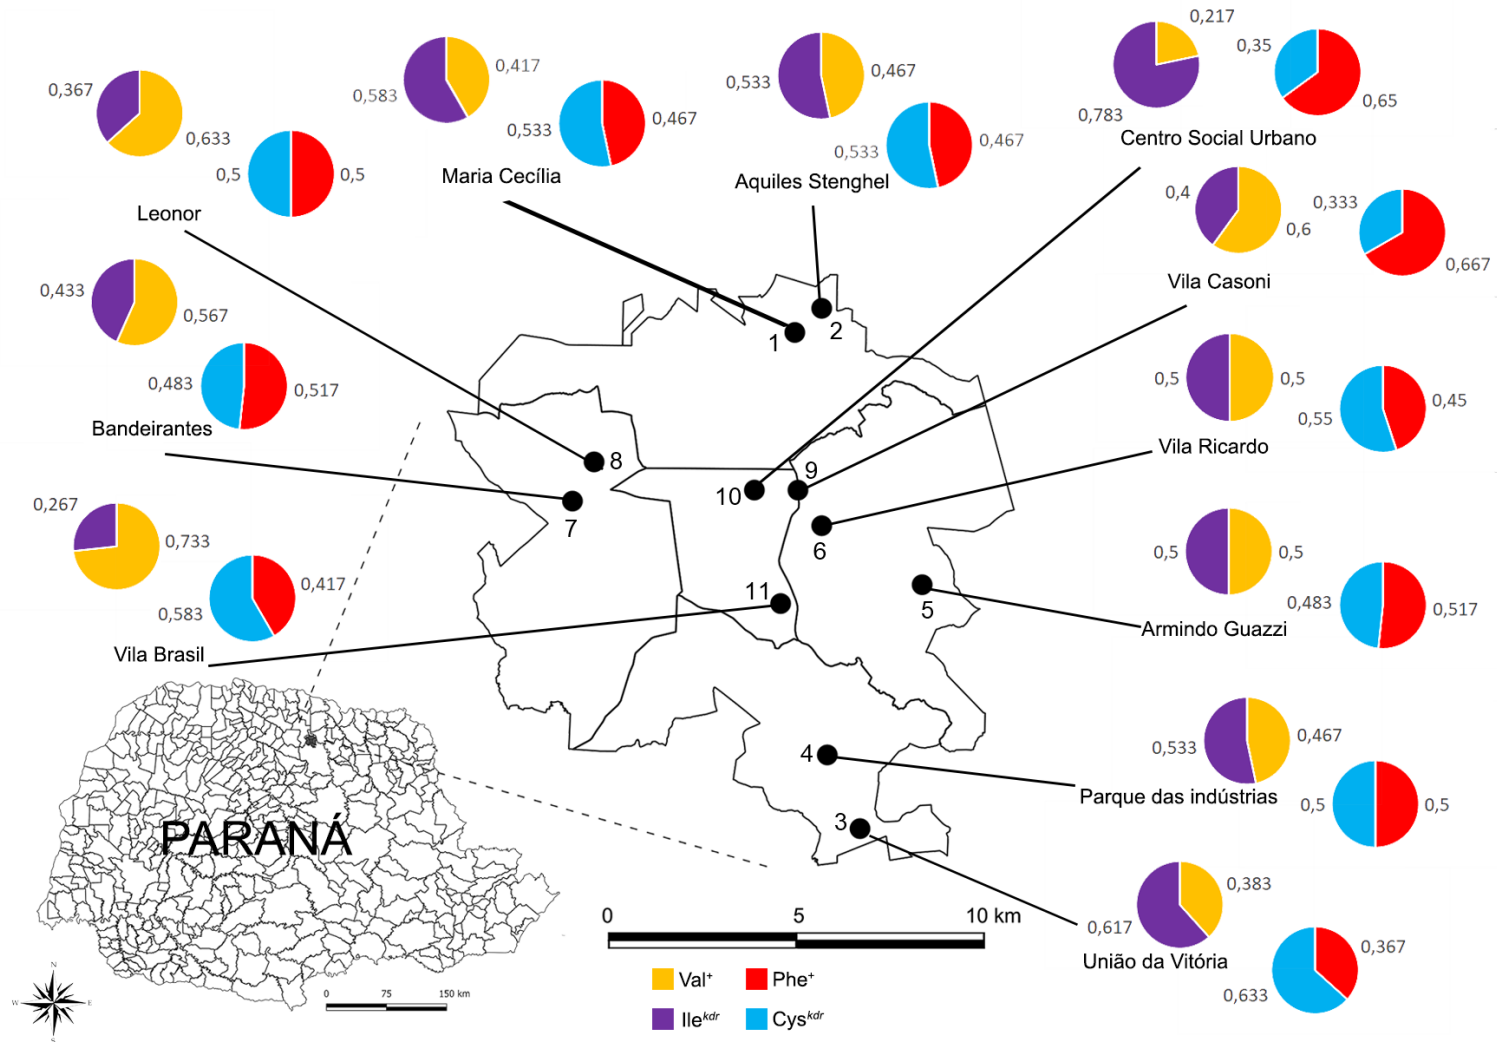 0,367
0,633
0,5
0,5
Leonor
0,583
0,417
0,533
0,467
Maria Cecília
0,533
0,467
0,533
0,467
Aquiles Stenghel
0,217
0,783
0,35
0,65
Centro Social Urbano
0,4
0,6
0,333
0,667
Vila Casoni
0,433
0,567
0,483
0,517
Bandeirantes
0,5
0,5
0,55
0,45
Vila Ricardo
0,267
0,733
0,583
0,417
Vila Brasil
0,5
0,5
0,483
0,517
Armindo Guazzi
0,533
0,467
0,5
0,5
Parque das indústrias
0,617
0,383
0,633
0,367
União da Vitória
1
2
8
7
10
9
6
11
5
4
3
PARANÁ
N
W
E
S
0
75
150 km
0
5
10 km
Val+
Phe+
Ilekdr
Cyskdr